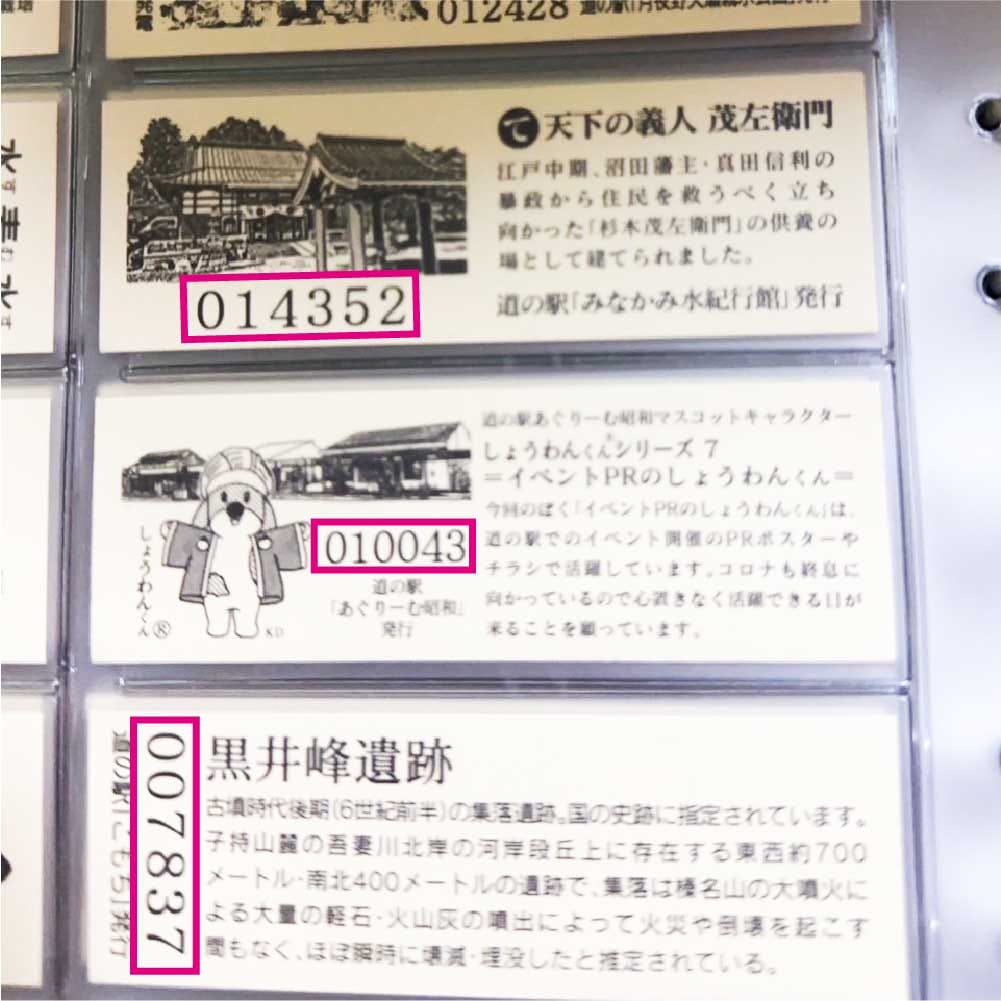 012428
て 天下の義人 茂左衛門
江戸中期、沼田藩主・真田信利の
暴政から住民を救うべく立ち
向かった「杉本茂左衛門」の供養の
場として建てられました。
014352
道の駅「みなかみ水紀行館」発行
道の駅あぐりーむ昭和マスコットキャラクター
しょうわんくん®シリーズ 7
＝イベントPRのしょうわんくん＝
今回のぼく「イベントPRのしょうわんくん」は、
道の駅でのイベント開催のPRポスターや
チラシで活躍しています。コロナも終息に
向かっているので心置きなく活躍できる日が
来ることを願っています。
しょうわんくん®
KD
010043
道の駅
「あぐりーむ昭和」
発行
黒井峰遺跡
古墳時代後期(6世紀前半)の集落遺跡。国の史跡に指定されています。
子持山麓の吾妻川北岸の河岸段丘上に存在する東西約700
メートル・南北400メートルの遺跡で、集落は榛名山の大噴火に
よる大量の軽石・火山灰の噴出によって火災や倒壊を起こす
間もなく、ほぼ瞬時に壊滅・埋没したと推定されている。
007837
道の駅「こもち」発行